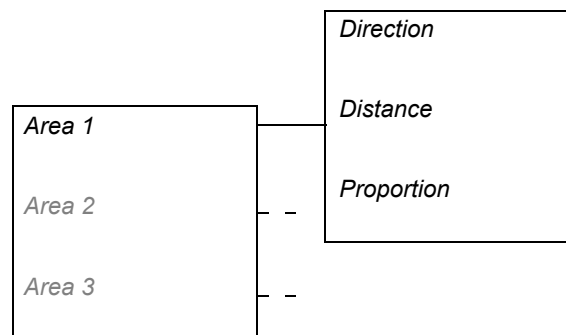 Direction
Distance
Proportion
Area 1
Area 2
Area 3